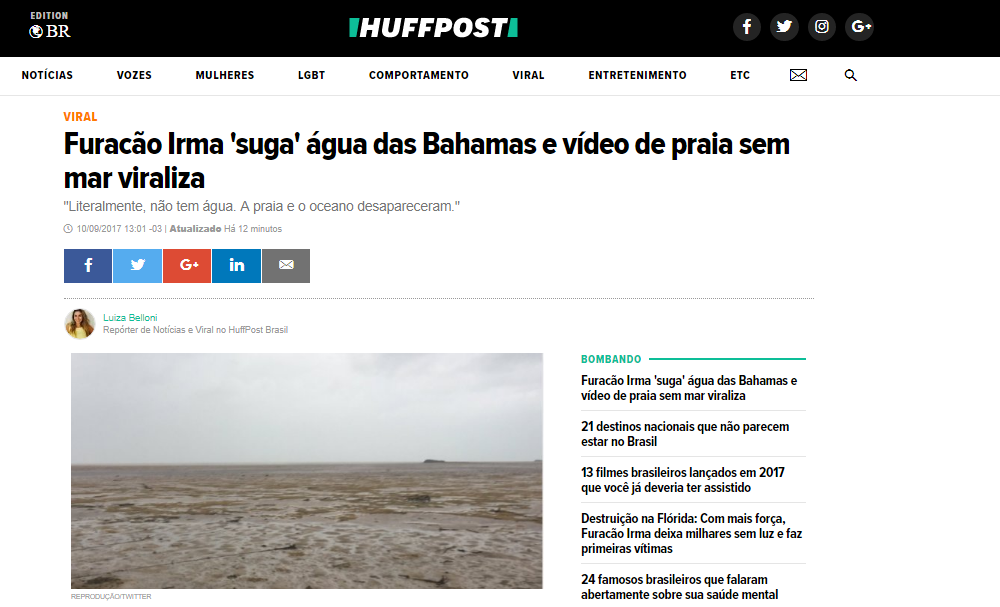 EDITION
BR
HUFFPOST
NOTÍCIAS VOZES MULHERES LGBT COMPORTAMENTO VIRAL ENTRETENIMENTO ETC
VIRAL
Furacão Irma 'suga' água das Bahamas e vídeo de praia sem
mar viraliza
"Literalmente, não tem água. A praia e o oceano desapareceram."
10/09/2017 13:01 -03 | Atualizado Há 12 minutos
Luiza Belloni
Repórter de Notícias e Viral no HuffPost Brasil
REPRODUÇÃO/TWITTER
BOMBANDO
Furacão Irma 'suga' água das Bahamas e
vídeo de praia sem mar viraliza
21 destinos nacionais que não parecem
estar no Brasil
13 filmes brasileiros lançados em 2017
que você já deveria ter assistido
Destruição na Flórida: Com mais força,
Furacão Irma deixa milhares sem luz e faz
primeiras vítimas
24 famosos brasileiros que falaram
abertamente sobre sua saúde mental